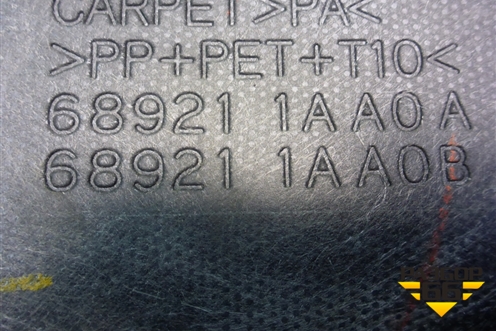 CARPET>PA<
>PP+PET+T10<
68921 1AA0A
68921 1AA0B